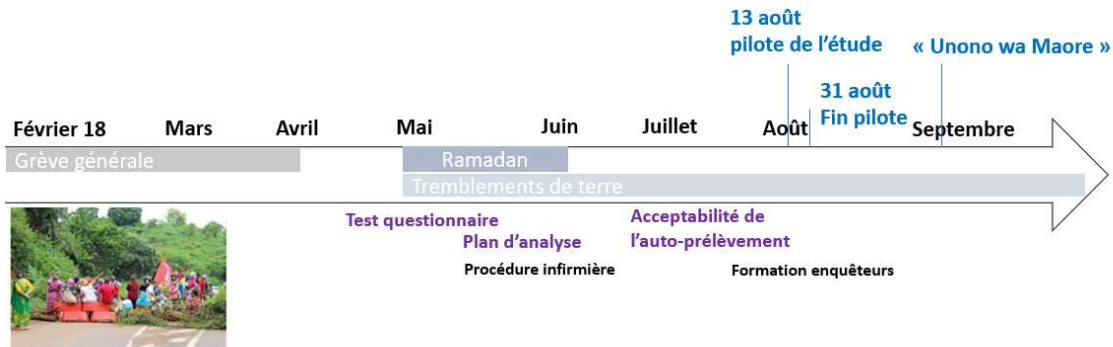 13 août
pilote de l'étude
« Unono wa Maore »
31 août
Fin pilote
Février 18 Mars Avril Mai Juin Juillet Août Septembre
Grève générale
Ramadan
Tremblements de terre
Test questionnaire
Plan d'analyse
Procédure infirmière
Acceptabilité de
l'auto-prélèvement
Formation enquêteurs